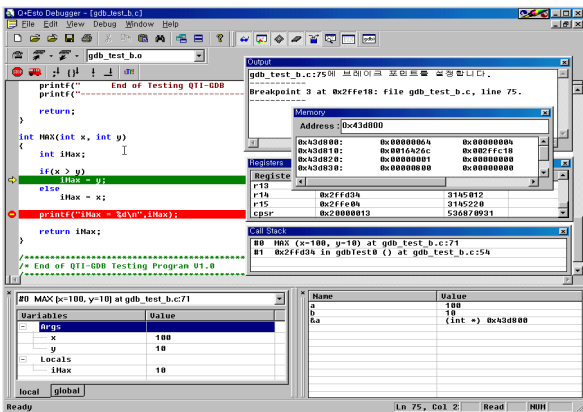 Q+Esto Debugger - [gdb_test_b.c]
File Edit View Debug Window Help
gdb_test_b.o
printf("      End of Testing QTI-GDB
printf("-----------------------------
return;
}
int MAX(int x, int y)
{
int iMax;
if(x > y)
iMax = y;
else
iMax = x;
printf("iMax = %d\n",iMax);
return iMax;
}
/****************************
/* End of QTI-GDB Testing Program V1.0
/****************************
Output
gdb_test_b.c:75에 브레이크 포인트를 설정합니다.
----------
Breakpoint 3 at 0x2ffe18: file gdb_test_b.c, line 75.
----------
Memory
Address : 0x43d800
0x43d800: 0x00000064 0x00000004
0x43d810: 0x0016426c 0x002ffc18
0x43d820: 0x00000001 0x00000000
0x43d830: 0x00000800 0x00000000
Registers
Registe
r13
r14 0x2ffd34 3145012
r15 0x2ffe04 3145220
cpsr 0x20000013 536870931
Call Stack
#0 MAX (x=100, y=10) at gdb_test_b.c:71
#1 0x2ffd34 in gdbTest0 () at gdb_test_b.c:54
#0 MAX (x=100, y=10) at gdb_test_b.c:71
Variables Value
Args
x 100
y 10
Locals
iMax 10
local global
Name Value
a 100
b 10
&a (int *) 0x43d800
Ready
Ln 75, Col 2 Read NUM